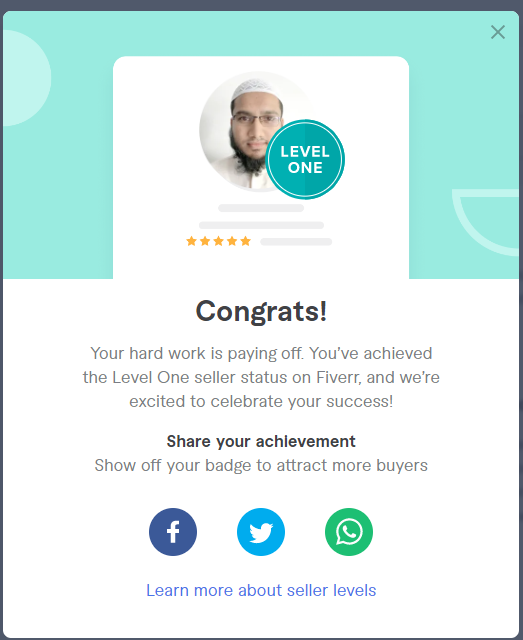 LEVEL
ONE
Congrats!
Your hard work is paying off. You've achieved
the Level One seller status on Fiverr, and we're
excited to celebrate your success!
Share your achievement
Show off your badge to attract more buyers
Learn more about seller levels